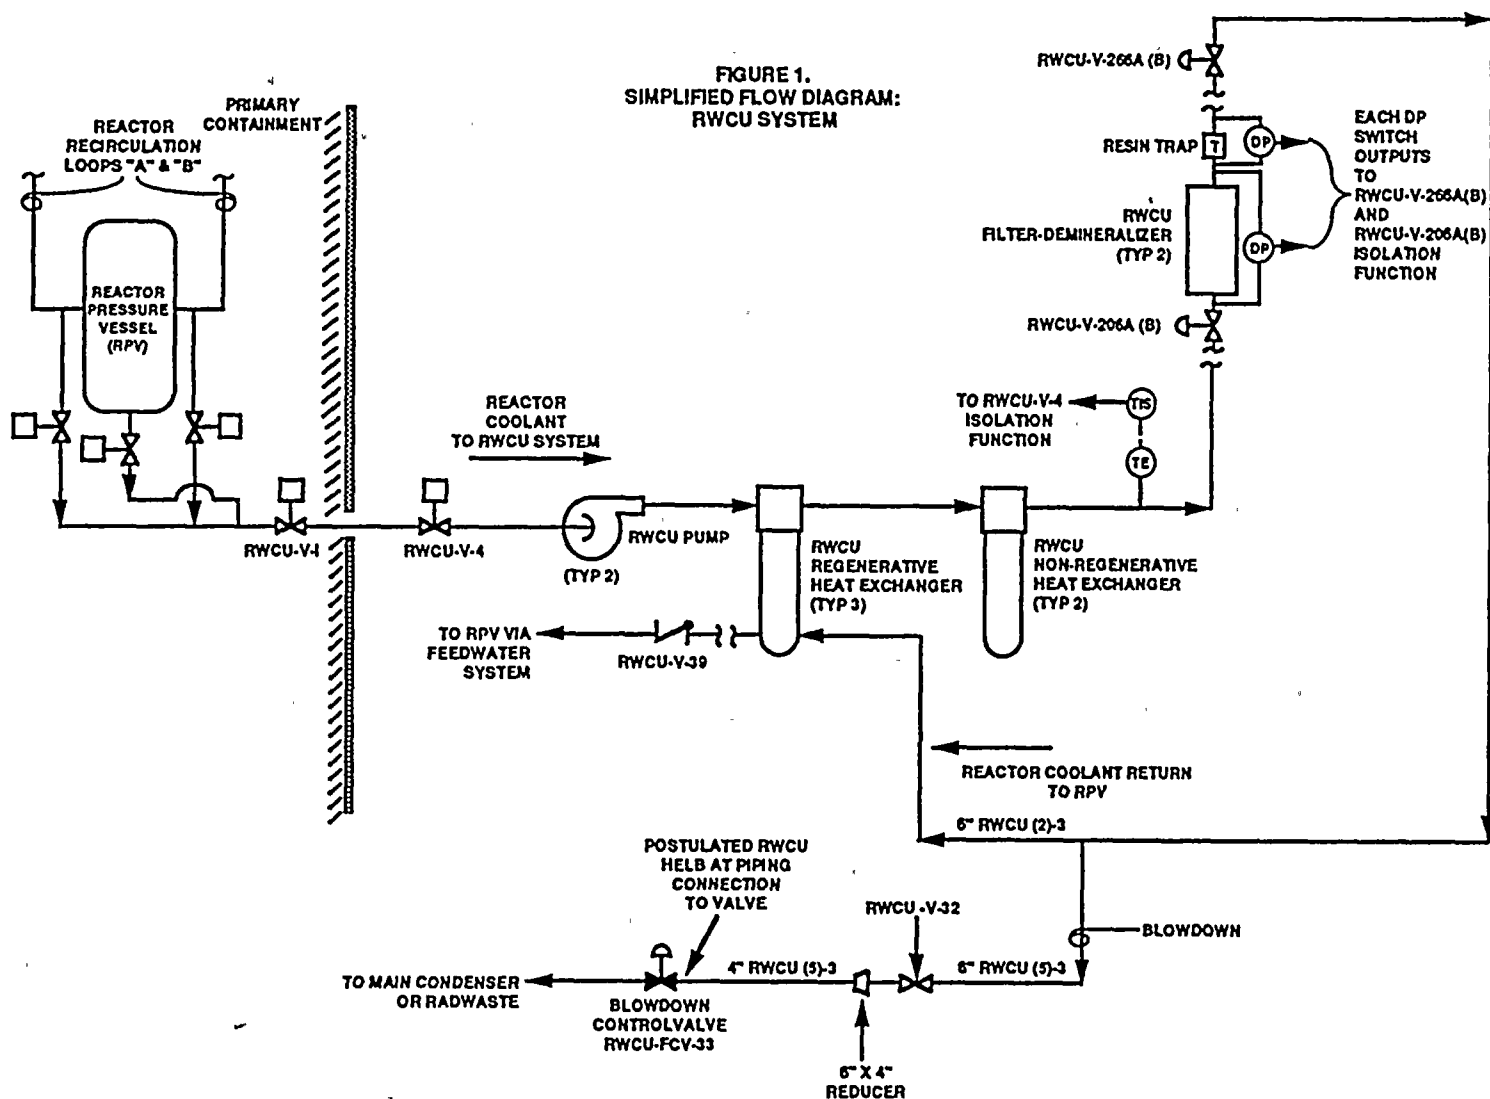 FIGURE 1.
SIMPLIFIED FLOW DIAGRAM:
RWCU SYSTEM
PRIMARY
CONTAINMENT
REACTOR
RECIRCULATION
LOOPS "A" & "B"
REACTOR
PRESSURE
VESSEL
(RPV)
RWCU-V-266A (B)
RESIN TRAP
T
DP
EACH DP
SWITCH
OUTPUTS
TO
RWCU-V-266A(B)
AND
RWCU-V-206A(B)
ISOLATION
FUNCTION
RWCU
FILTER-DEMINERALIZER
(TYP 2)
DP
RWCU-V-206A (B)
TO RWCU-V-4
ISOLATION
FUNCTION
TIS
TE
REACTOR
COOLANT
TO RWCU SYSTEM
RWCU-V-1
RWCU-V-4
RWCU PUMP
(TYP 2)
RWCU
REGENERATIVE
HEAT EXCHANGER
(TYP 3)
RWCU
NON-REGENERATIVE
HEAT EXCHANGER
(TYP 2)
TO RPV VIA
FEEDWATER
SYSTEM
RWCU-V-39
REACTOR COOLANT RETURN
TO RPV
6" RWCU (2)-3
POSTULATED RWCU
HELB AT PIPING
CONNECTION
TO VALVE
RWCU -V-32
BLOWDOWN
4" RWCU (5)-3
6" RWCU (5)-3
TO MAIN CONDENSER
OR RADWASTE
BLOWDOWN
CONTROLVALVE
RWCU-FCV-33
6" X 4"
REDUCER